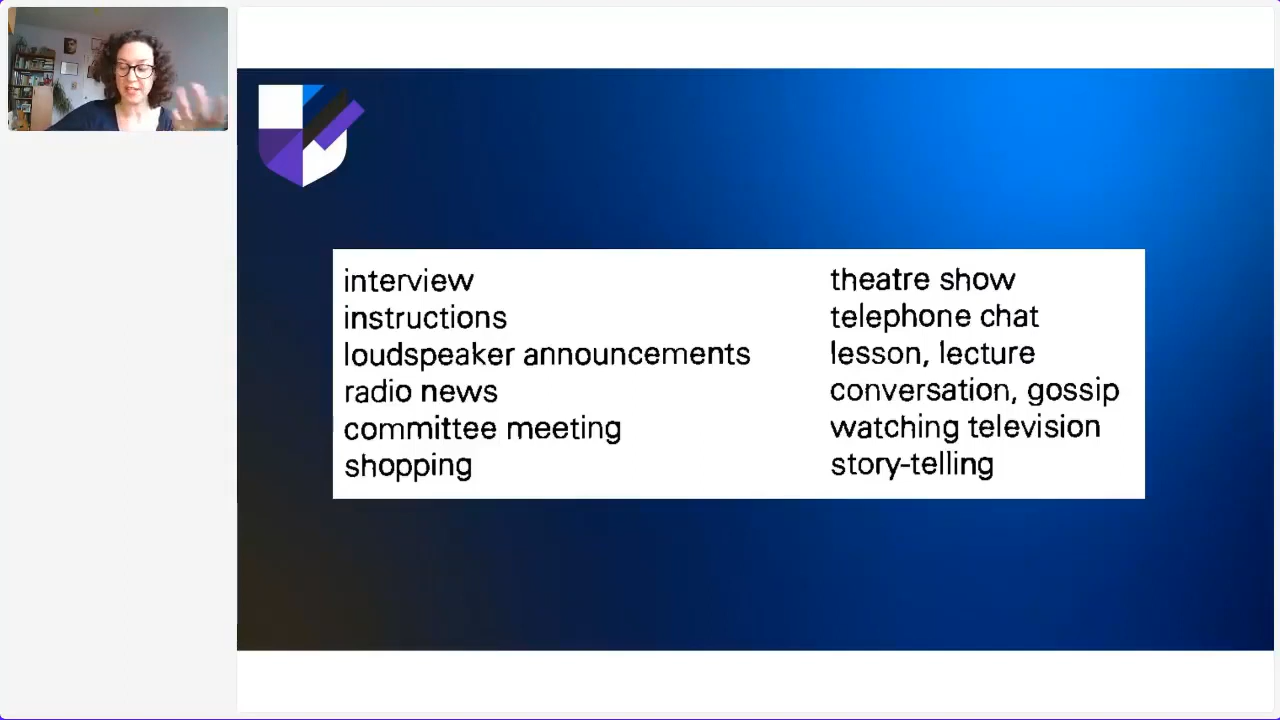 interview
instructions
loudspeaker announcements
radio news
committee meeting
shopping
theatre show
telephone chat
lesson, lecture
conversation, gossip
watching television
story-telling